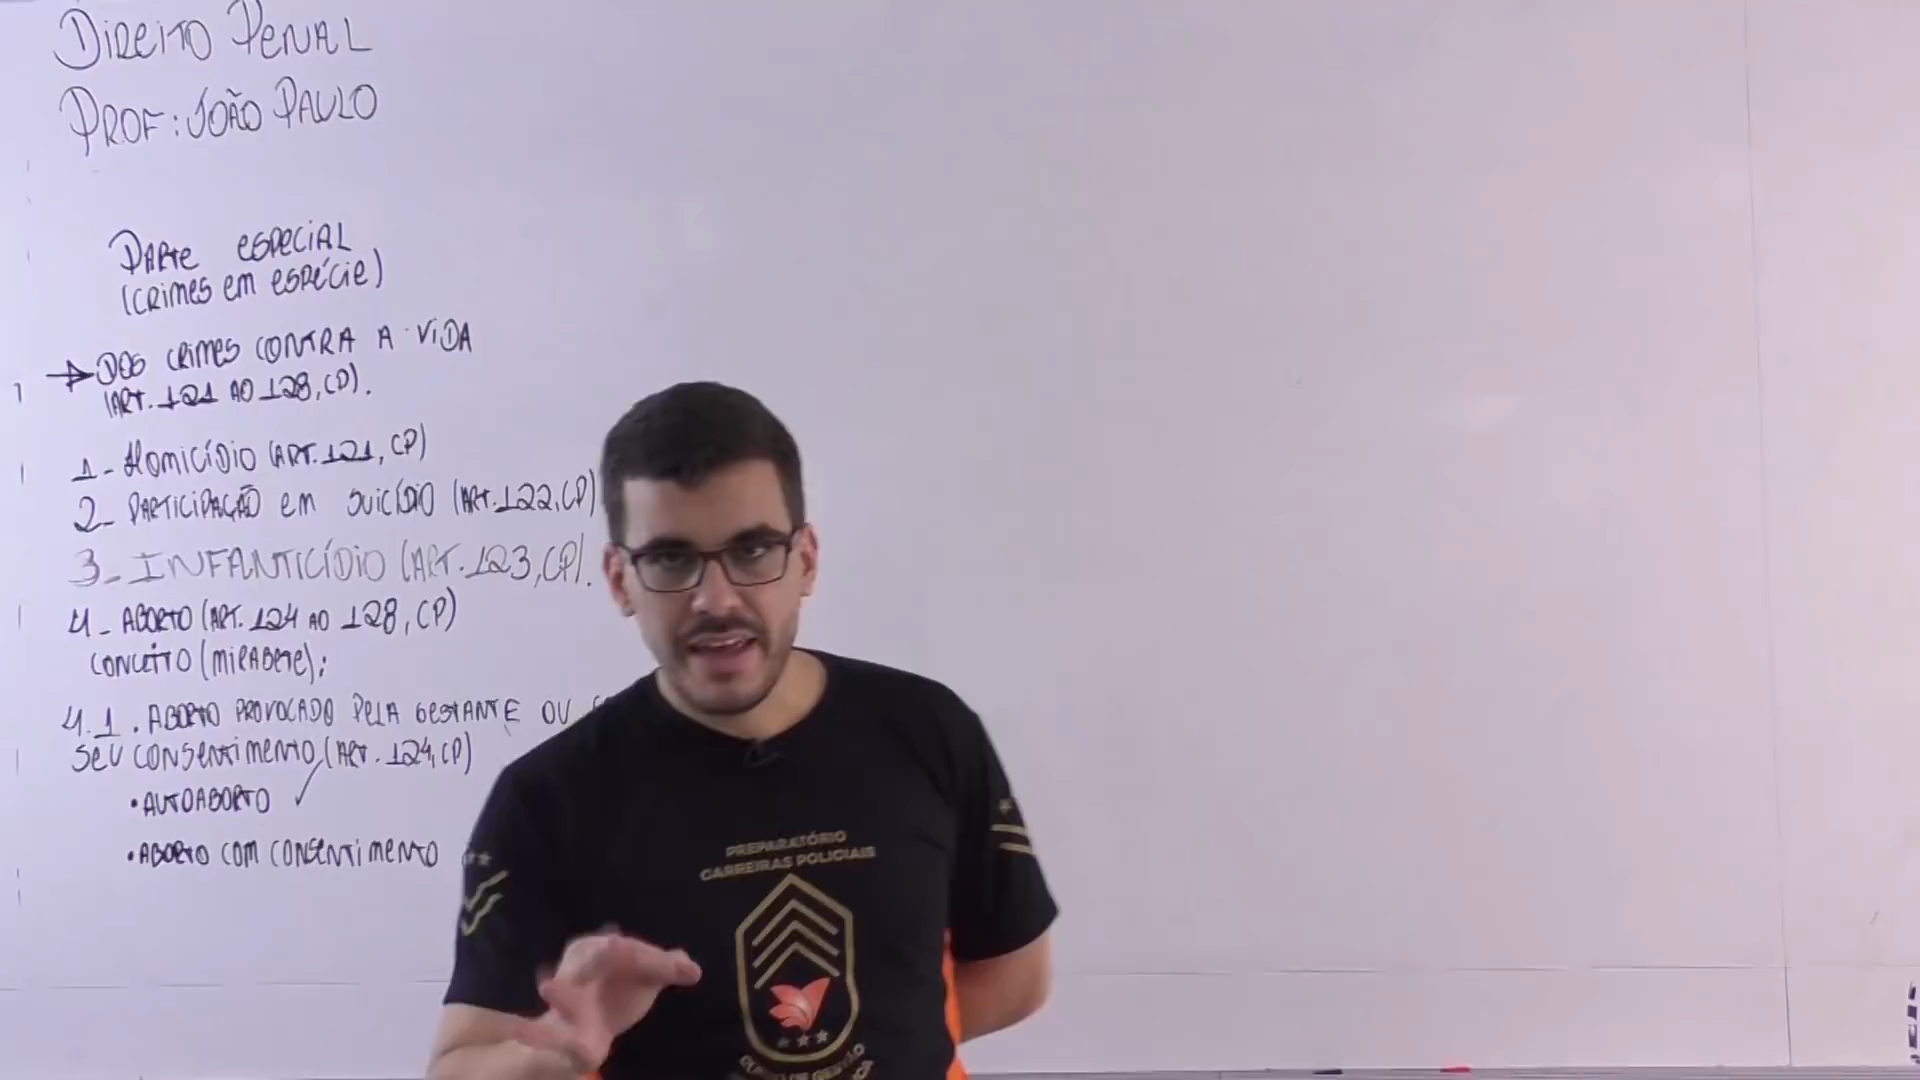 DIREITO PENAL
PROF: JOÃO PAULO
PARTE ESPECIAL
(CRIMES EM ESPÉCIE)
→ DOS CRIMES CONTRA A VIDA
(ART. 121 AO 128, CP).
1- HOMICÍDIO (ART. 121, CP)
2- PARTICIPAÇÃO EM SUICÍDIO (ART. 122, CP)
3- INFANTICÍDIO (ART. 123, CP).
4- ABORTO (ART. 124 AO 128, CP)
CONCEITO (MIRABETE);
4.1. ABORTO PROVOCADO PELA GESTANTE OU
SEU CONSENTIMENTO (ART. 124, CP)
• AUTOABORTO ✓
• ABORTO COM CONSENTIMENTO
PREPARATÓRIO
CARREIRAS POLICIAIS